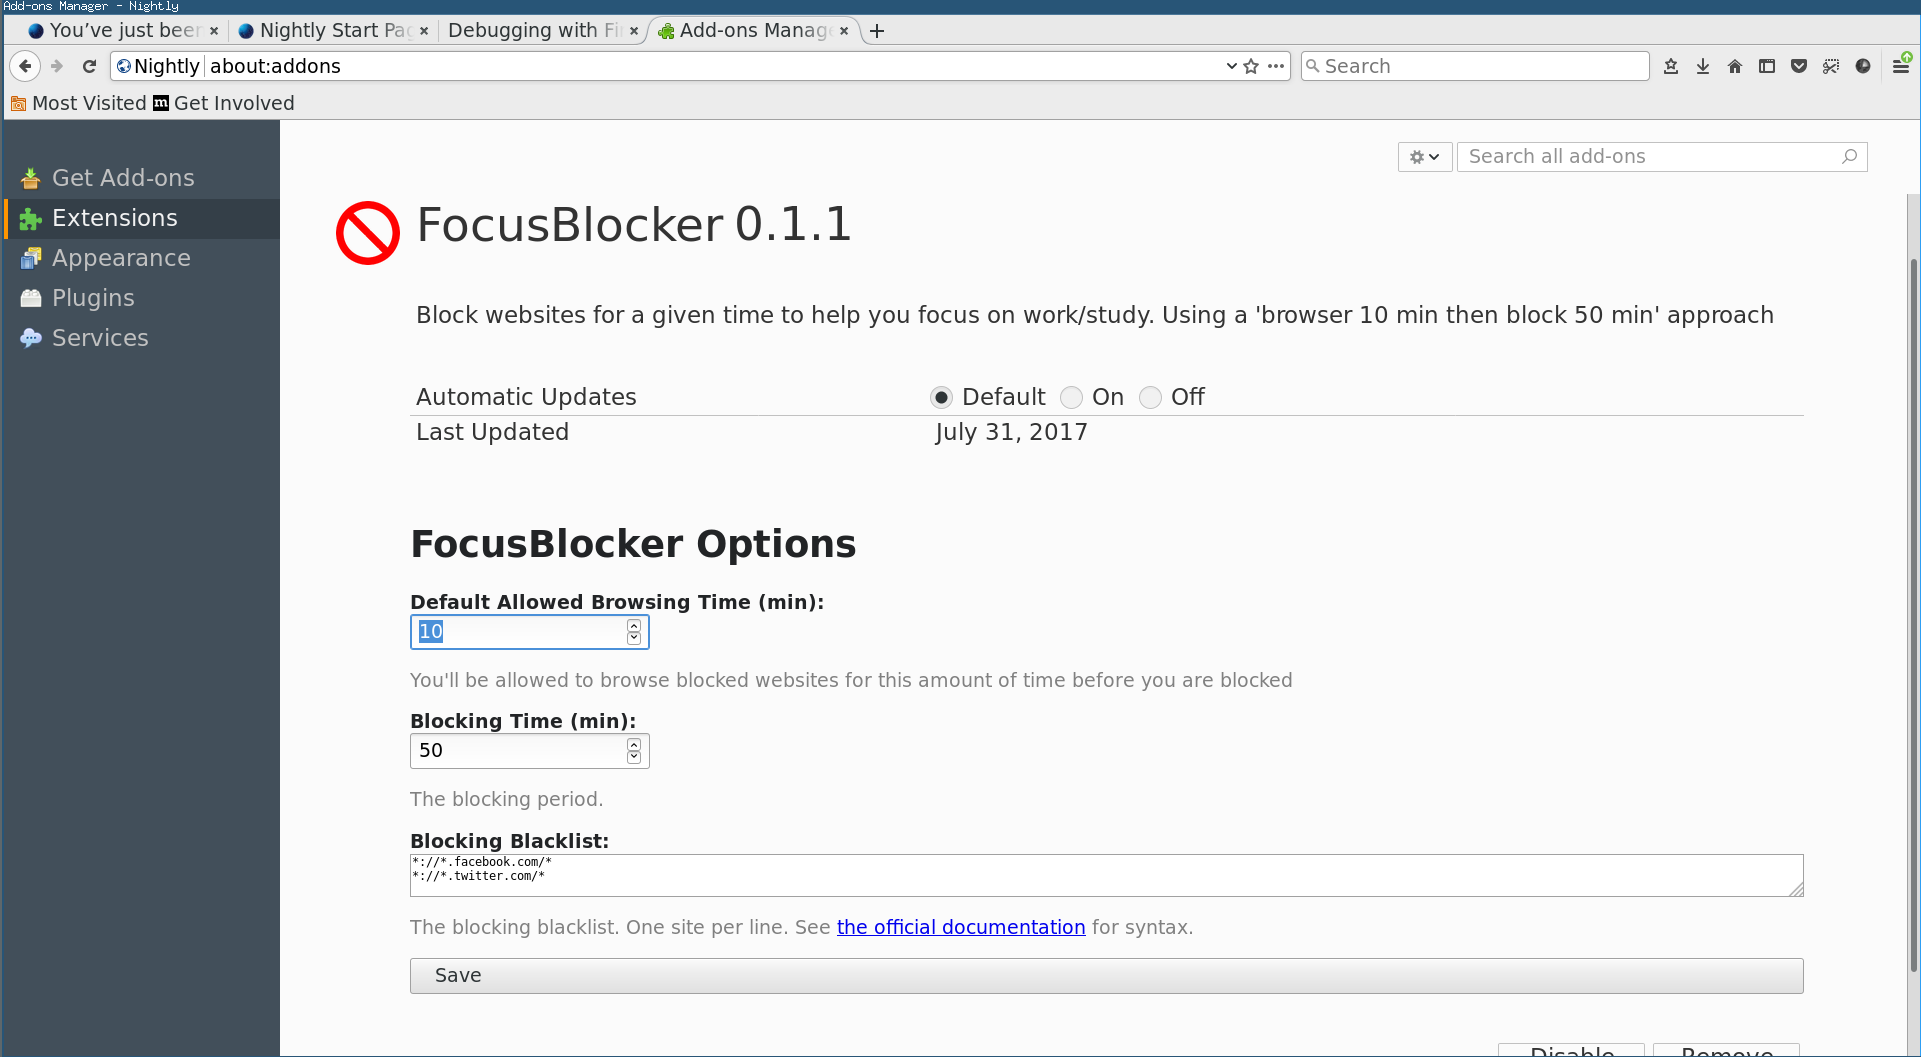 Add-ons Manager - Nightly
You've just beer
Nightly Start Pag
Debugging with Fir
Add-ons Manage
Nightly about:addons
Search
Most Visited
m Get Involved
Search all add-ons
Get Add-ons
Extensions
Appearance
Plugins
Services
FocusBlocker 0.1.1
Block websites for a given time to help you focus on work/study. Using a 'browser 10 min then block 50 min' approach
Automatic Updates Default On Off
Last Updated July 31, 2017
FocusBlocker Options
Default Allowed Browsing Time (min):
10
You'll be allowed to browse blocked websites for this amount of time before you are blocked
Blocking Time (min):
50
The blocking period.
Blocking Blacklist:
*://*.facebook.com/*
*://*.twitter.com/*
The blocking blacklist. One site per line. See the official documentation for syntax.
Save
Disable Remove